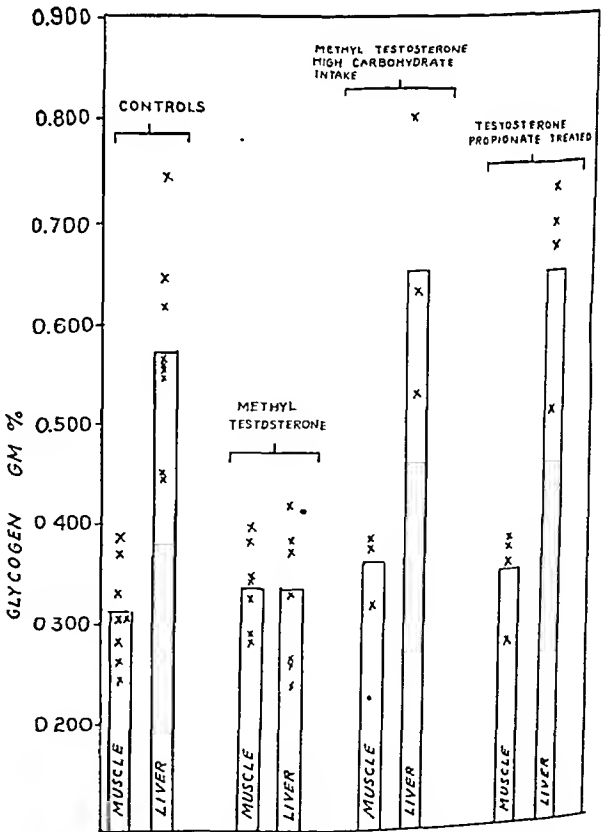 0.900
METHYL TESTOSTERONE
HIGH CARBOHYDRATE
INTAKE
CONTROLS
0.800
TESTOSTERONE
PROPIONATE TREATED
0.700
0.600
0.500
METHYL
TESTOSTERONE
0 400
0 300
0 200
GLYCOGEN GM %
MUSCLE
LIVER
MUSCLE
LIVER
MUSCLE
LIVER
MUSCLE
LIVER